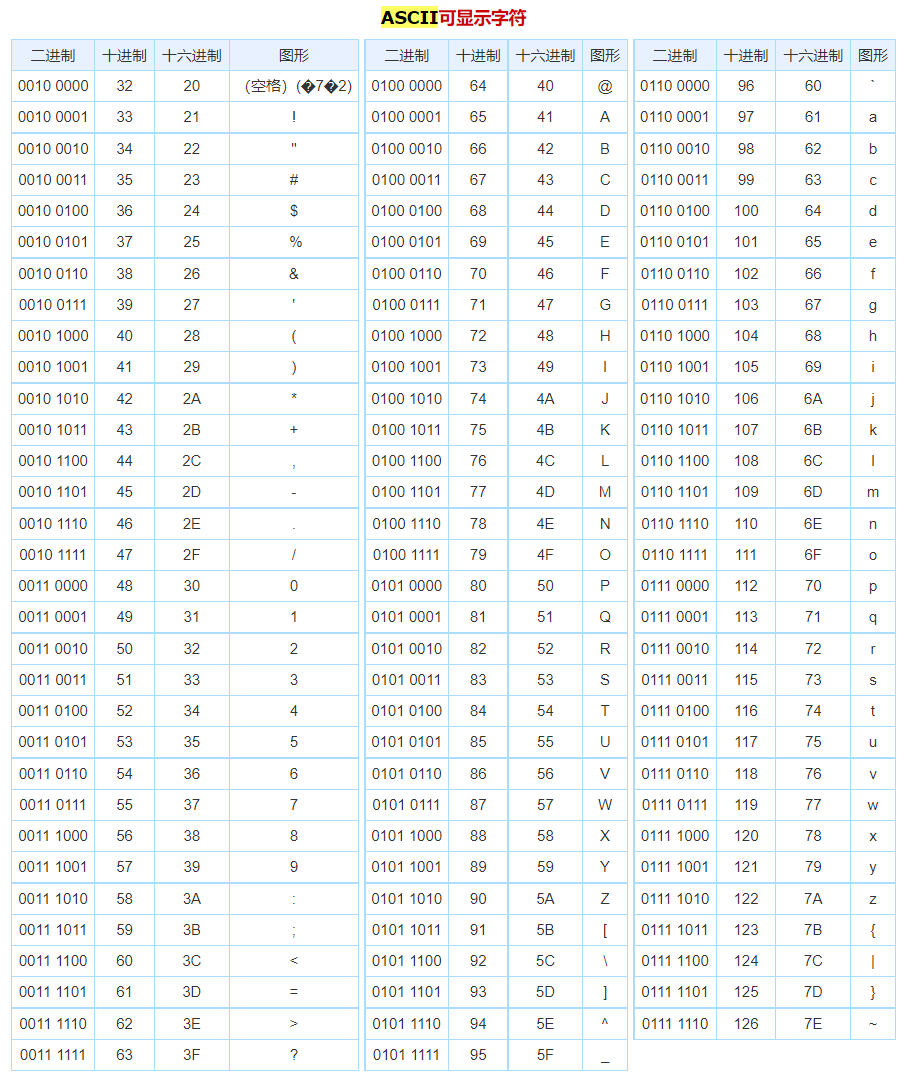 ASCII可显示字符
二进制 十进制 十六进制 图形 二进制 十进制 十六进制 图形 二进制 十进制 十六进制 图形
0010 0000 32 20 (空格) (�7�2) 0100 0000 64 40 @ 0110 0000 96 60 `
0010 0001 33 21 ! 0100 0001 65 41 A 0110 0001 97 61 a
0010 0010 34 22 " 0100 0010 66 42 B 0110 0010 98 62 b
0010 0011 35 23 # 0100 0011 67 43 C 0110 0011 99 63 c
0010 0100 36 24 $ 0100 0100 68 44 D 0110 0100 100 64 d
0010 0101 37 25 % 0100 0101 69 45 E 0110 0101 101 65 e
0010 0110 38 26 & 0100 0110 70 46 F 0110 0110 102 66 f
0010 0111 39 27 ' 0100 0111 71 47 G 0110 0111 103 67 g
0010 1000 40 28 ( 0100 1000 72 48 H 0110 1000 104 68 h
0010 1001 41 29 ) 0100 1001 73 49 I 0110 1001 105 69 i
0010 1010 42 2A * 0100 1010 74 4A J 0110 1010 106 6A j
0010 1011 43 2B + 0100 1011 75 4B K 0110 1011 107 6B k
0010 1100 44 2C , 0100 1100 76 4C L 0110 1100 108 6C l
0010 1101 45 2D - 0100 1101 77 4D M 0110 1101 109 6D m
0010 1110 46 2E . 0100 1110 78 4E N 0110 1110 110 6E n
0010 1111 47 2F / 0100 1111 79 4F O 0110 1111 111 6F o
0011 0000 48 30 0 0101 0000 80 50 P 0111 0000 112 70 p
0011 0001 49 31 1 0101 0001 81 51 Q 0111 0001 113 71 q
0011 0010 50 32 2 0101 0010 82 52 R 0111 0010 114 72 r
0011 0011 51 33 3 0101 0011 83 53 S 0111 0011 115 73 s
0011 0100 52 34 4 0101 0100 84 54 T 0111 0100 116 74 t
0011 0101 53 35 5 0101 0101 85 55 U 0111 0101 117 75 u
0011 0110 54 36 6 0101 0110 86 56 V 0111 0110 118 76 v
0011 0111 55 37 7 0101 0111 87 57 W 0111 0111 119 77 w
0011 1000 56 38 8 0101 1000 88 58 X 0111 1000 120 78 x
0011 1001 57 39 9 0101 1001 89 59 Y 0111 1001 121 79 y
0011 1010 58 3A : 0101 1010 90 5A Z 0111 1010 122 7A z
0011 1011 59 3B ; 0101 1011 91 5B [ 0111 1011 123 7B {
0011 1100 60 3C < 0101 1100 92 5C \ 0111 1100 124 7C |
0011 1101 61 3D = 0101 1101 93 5D ] 0111 1101 125 7D }
0011 1110 62 3E > 0101 1110 94 5E ^ 0111 1110 126 7E ~
0011 1111 63 3F ? 0101 1111 95 5F _